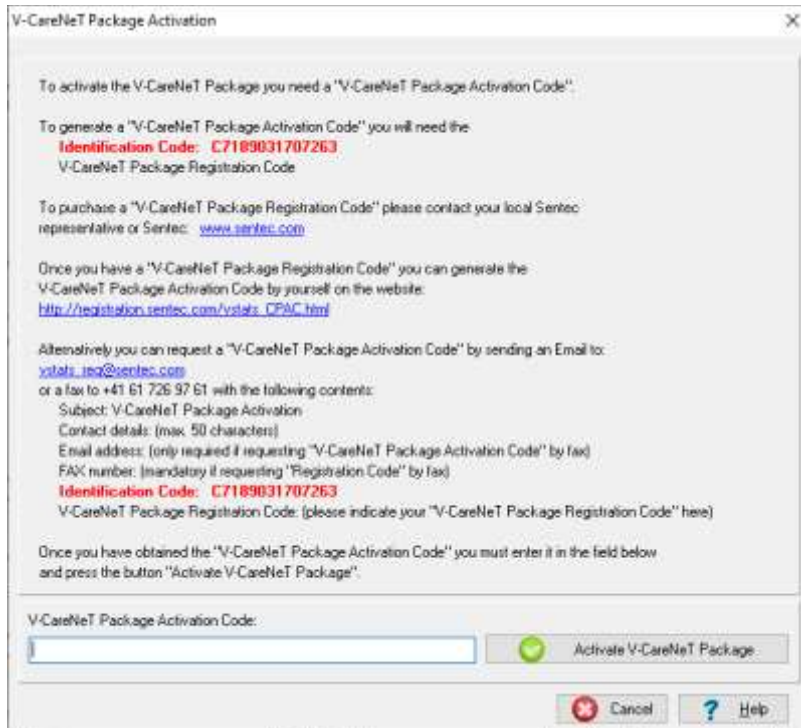 V-CareNeT Package Activation
To activate the V-CareNeT Package you need a "V-CareNeT Package Activation Code".
To generate a "V-CareNeT Package Activation Code" you will need the
Identification Code: C7189031707263
V-CareNeT Package Registration Code
To purchase a "V-CareNeT Package Registration Code" please contact your local Sentec
representative or Sentec: www.sentec.com
Once you have a "V-CareNeT Package Registration Code" you can generate the
V-CareNeT Package Activation Code by yourself on the website:
http://registration.sentec.com/vstats_CPAC.html
Alternatively you can request a "V-CareNeT Package Activation Code" by sending an Email to:
vstats_req@sentec.com
or a fax to +41 61 726 97 61 with the following contents:
Subject: V-CareNeT Package Activation
Contact details: (max. 50 characters)
Email address: (only required if requesting "V-CareNeT Package Activation Code" by fax)
FAX number: (mandatory if requesting "Registration Code" by fax)
Identification Code: C7189031707263
V-CareNeT Package Registration Code: (please indicate your "V-CareNeT Package Registration Code" here)
Once you have obtained the "V-CareNeT Package Activation Code" you must enter it in the field below
and press the button "Activate V-CareNeT Package".
V-CareNeT Package Activation Code:
Activate V-CareNeT Package
Cancel
Help